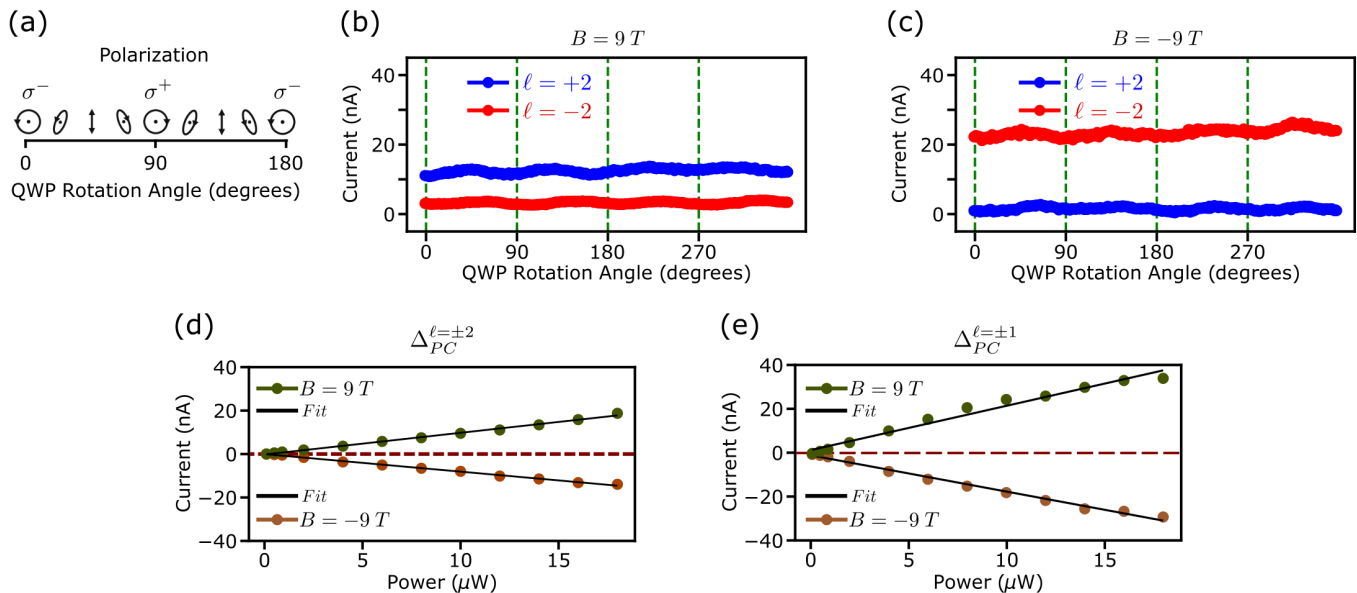 (a)
Polarization
σ⁻ σ⁺ σ⁻
0 90 180
QWP Rotation Angle (degrees)
(b)
B = 9 T
Current (nA)
40
20
0
ℓ = +2
ℓ = −2
0 90 180 270
QWP Rotation Angle (degrees)
(c)
B = −9 T
Current (nA)
40
20
0
ℓ = +2
ℓ = −2
0 90 180 270
QWP Rotation Angle (degrees)
(d)
Δ_{PC}^{ℓ=±2}
Current (nA)
40
20
0
−20
−40
B = 9 T
Fit
Fit
B = −9 T
0 5 10 15
Power (μW)
(e)
Δ_{PC}^{ℓ=±1}
Current (nA)
40
20
0
−20
−40
B = 9 T
Fit
Fit
B = −9 T
0 5 10 15
Power (μW)